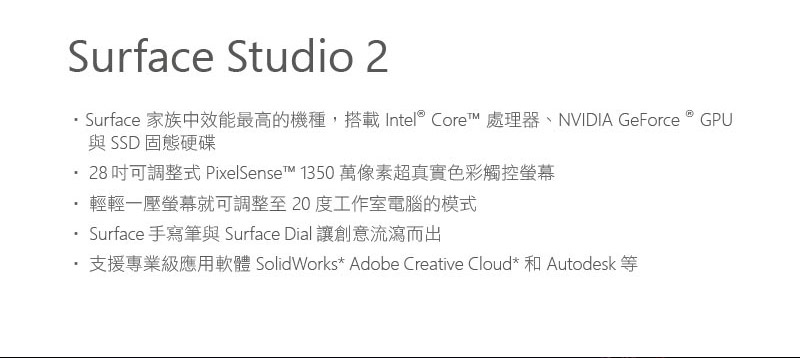 Surface Studio 2
・Surface 家族中效能最高的機種，搭載 Intel® Core™ 處理器、NVIDIA GeForce ® GPU
與 SSD 固態硬碟
・ 28 吋可調整式 PixelSense™ 1350 萬像素超真實色彩觸控螢幕
・ 輕輕一壓螢幕就可調整至 20 度工作室電腦的模式
・ Surface 手寫筆與 Surface Dial 讓創意流瀉而出
・ 支援專業級應用軟體 SolidWorks* Adobe Creative Cloud* 和 Autodesk 等